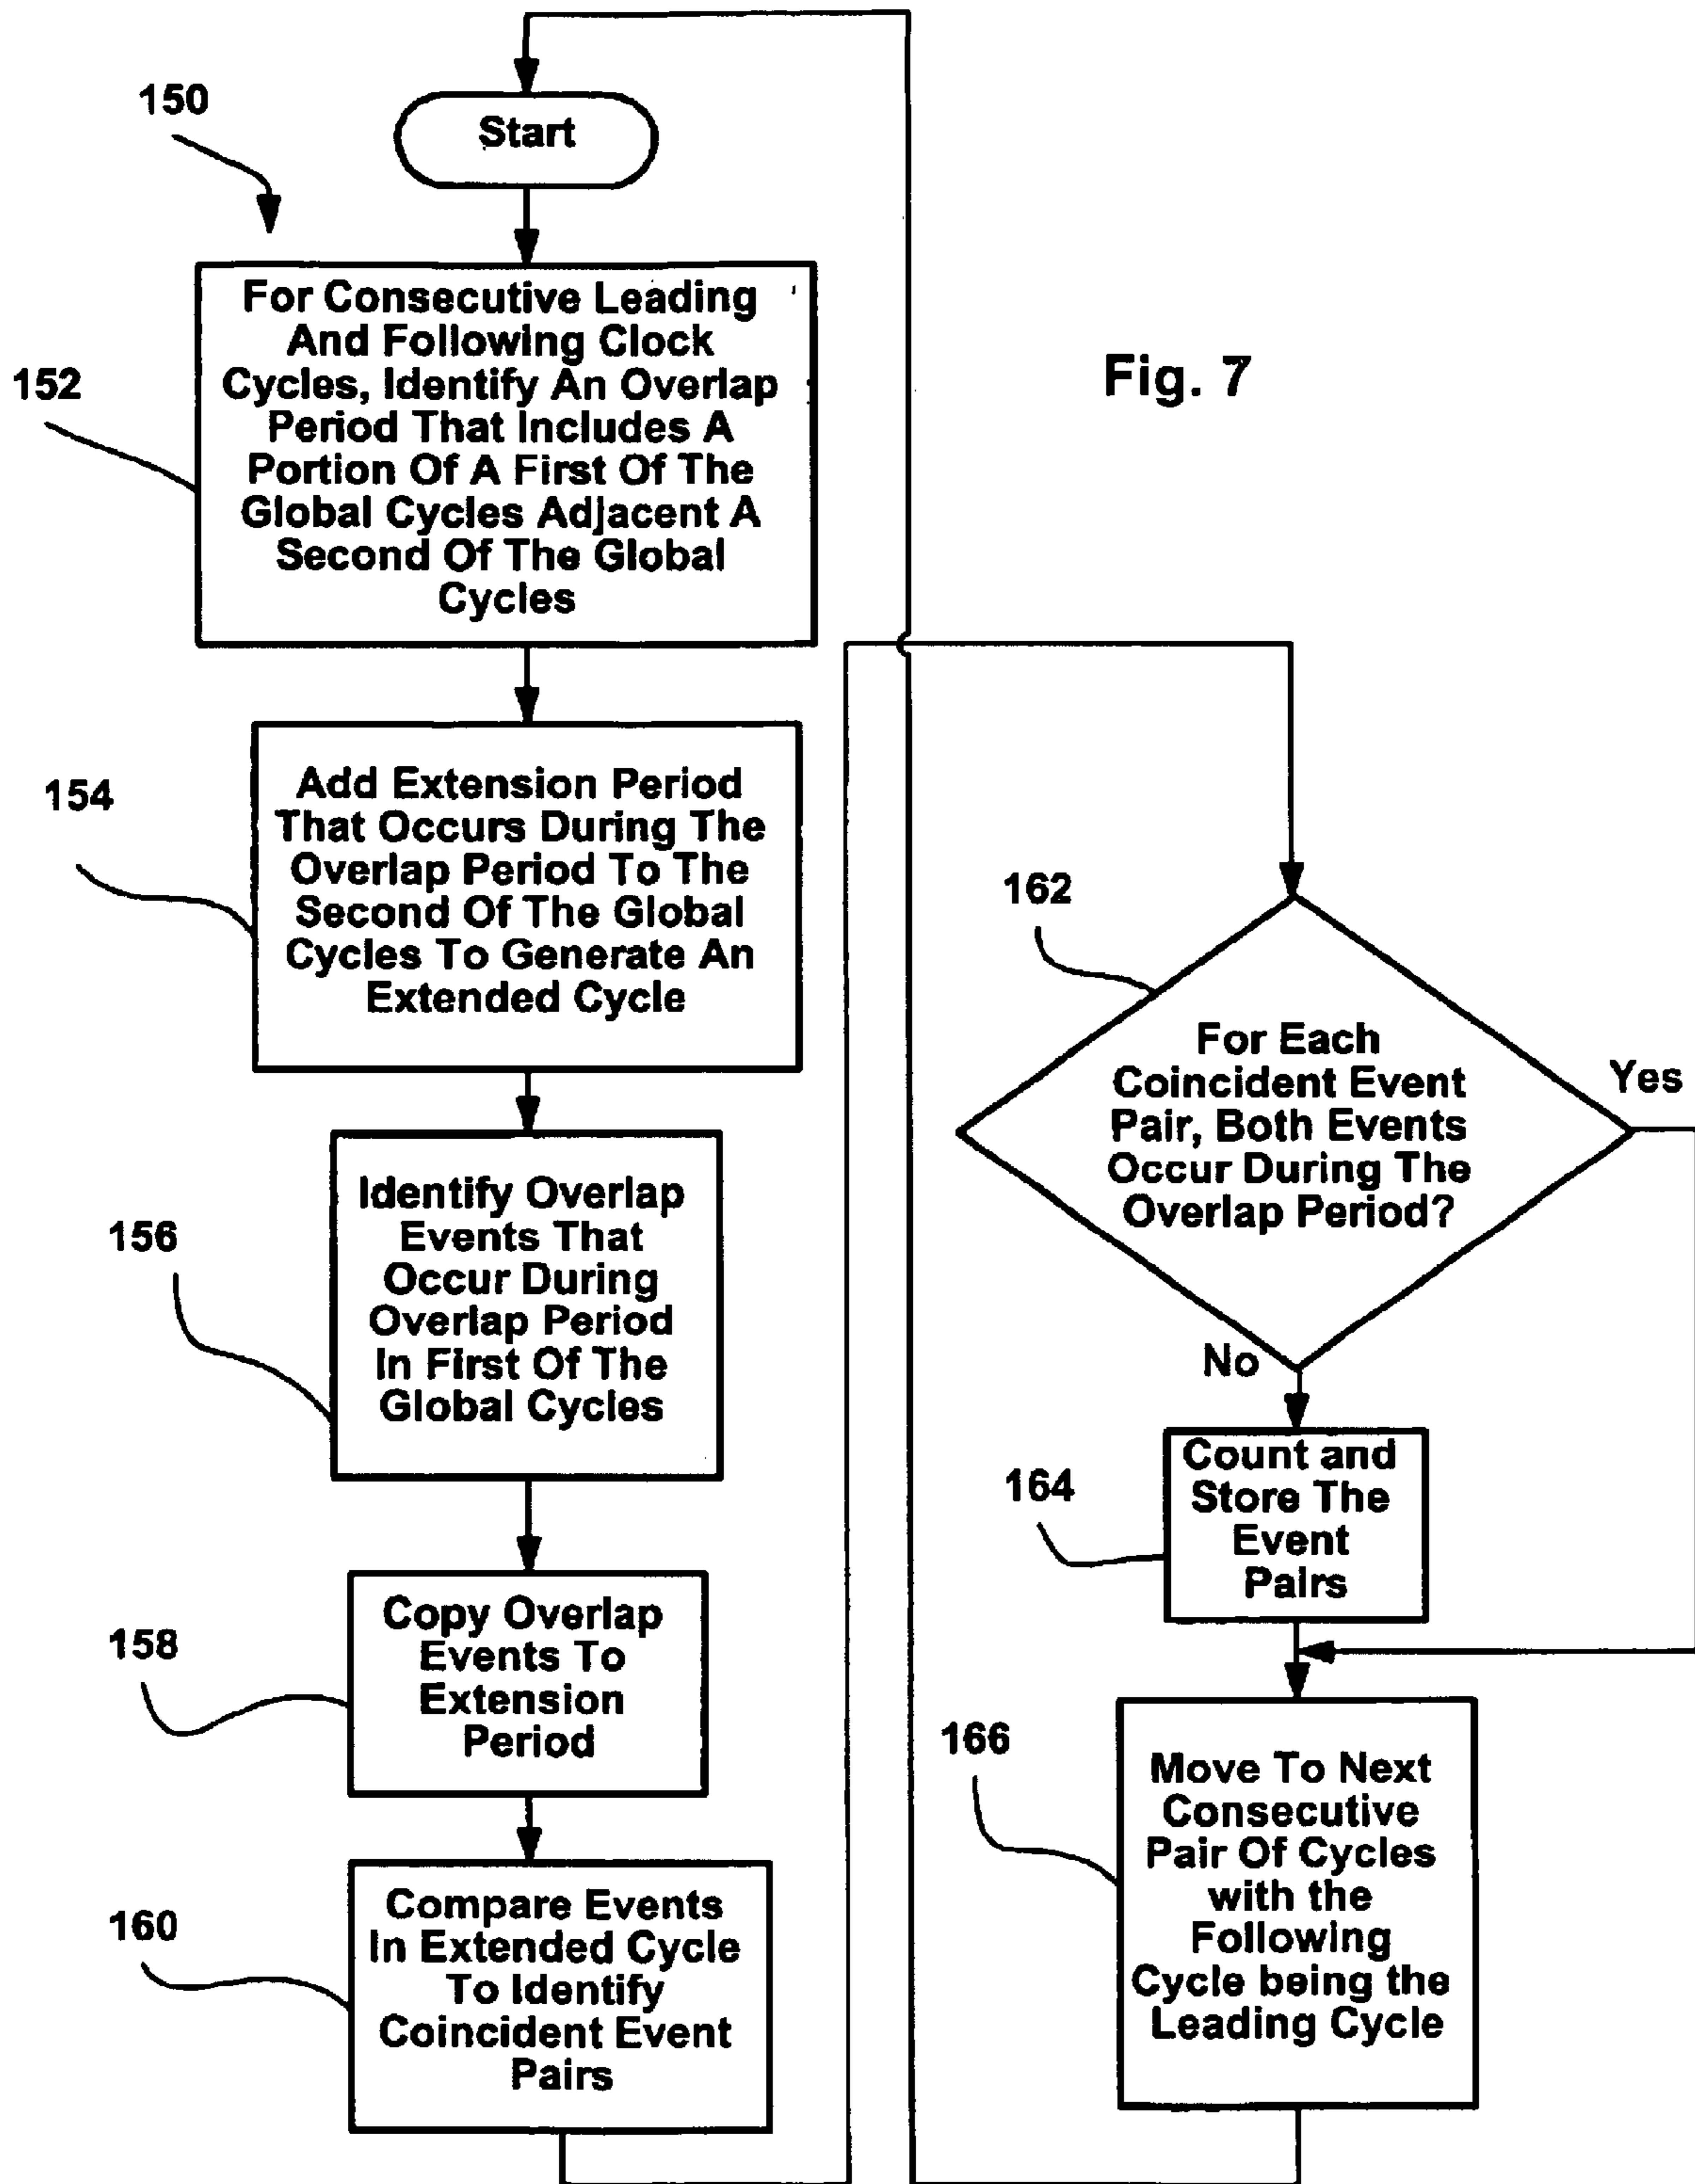 Start
150
For Consecutive Leading
And Following Clock
Cycles, Identify An Overlap
Period That Includes A
Portion Of A First Of The
Global Cycles Adjacent A
Second Of The Global
Cycles
152
Fig. 7
Add Extension Period
That Occurs During The
Overlap Period To The
Second Of The Global
Cycles To Generate An
Extended Cycle
154
Identify Overlap
Events That
Occur During
Overlap Period
In First Of The
Global Cycles
156
Copy Overlap
Events To
Extension
Period
158
Compare Events
In Extended Cycle
To Identify
Coincident Event
Pairs
160
162
For Each
Coincident Event
Pair, Both Events
Occur During The
Overlap Period?
Yes
No
Count and
Store The
Event
Pairs
164
Move To Next
Consecutive
Pair Of Cycles
with the
Following
Cycle being the
Leading Cycle
166